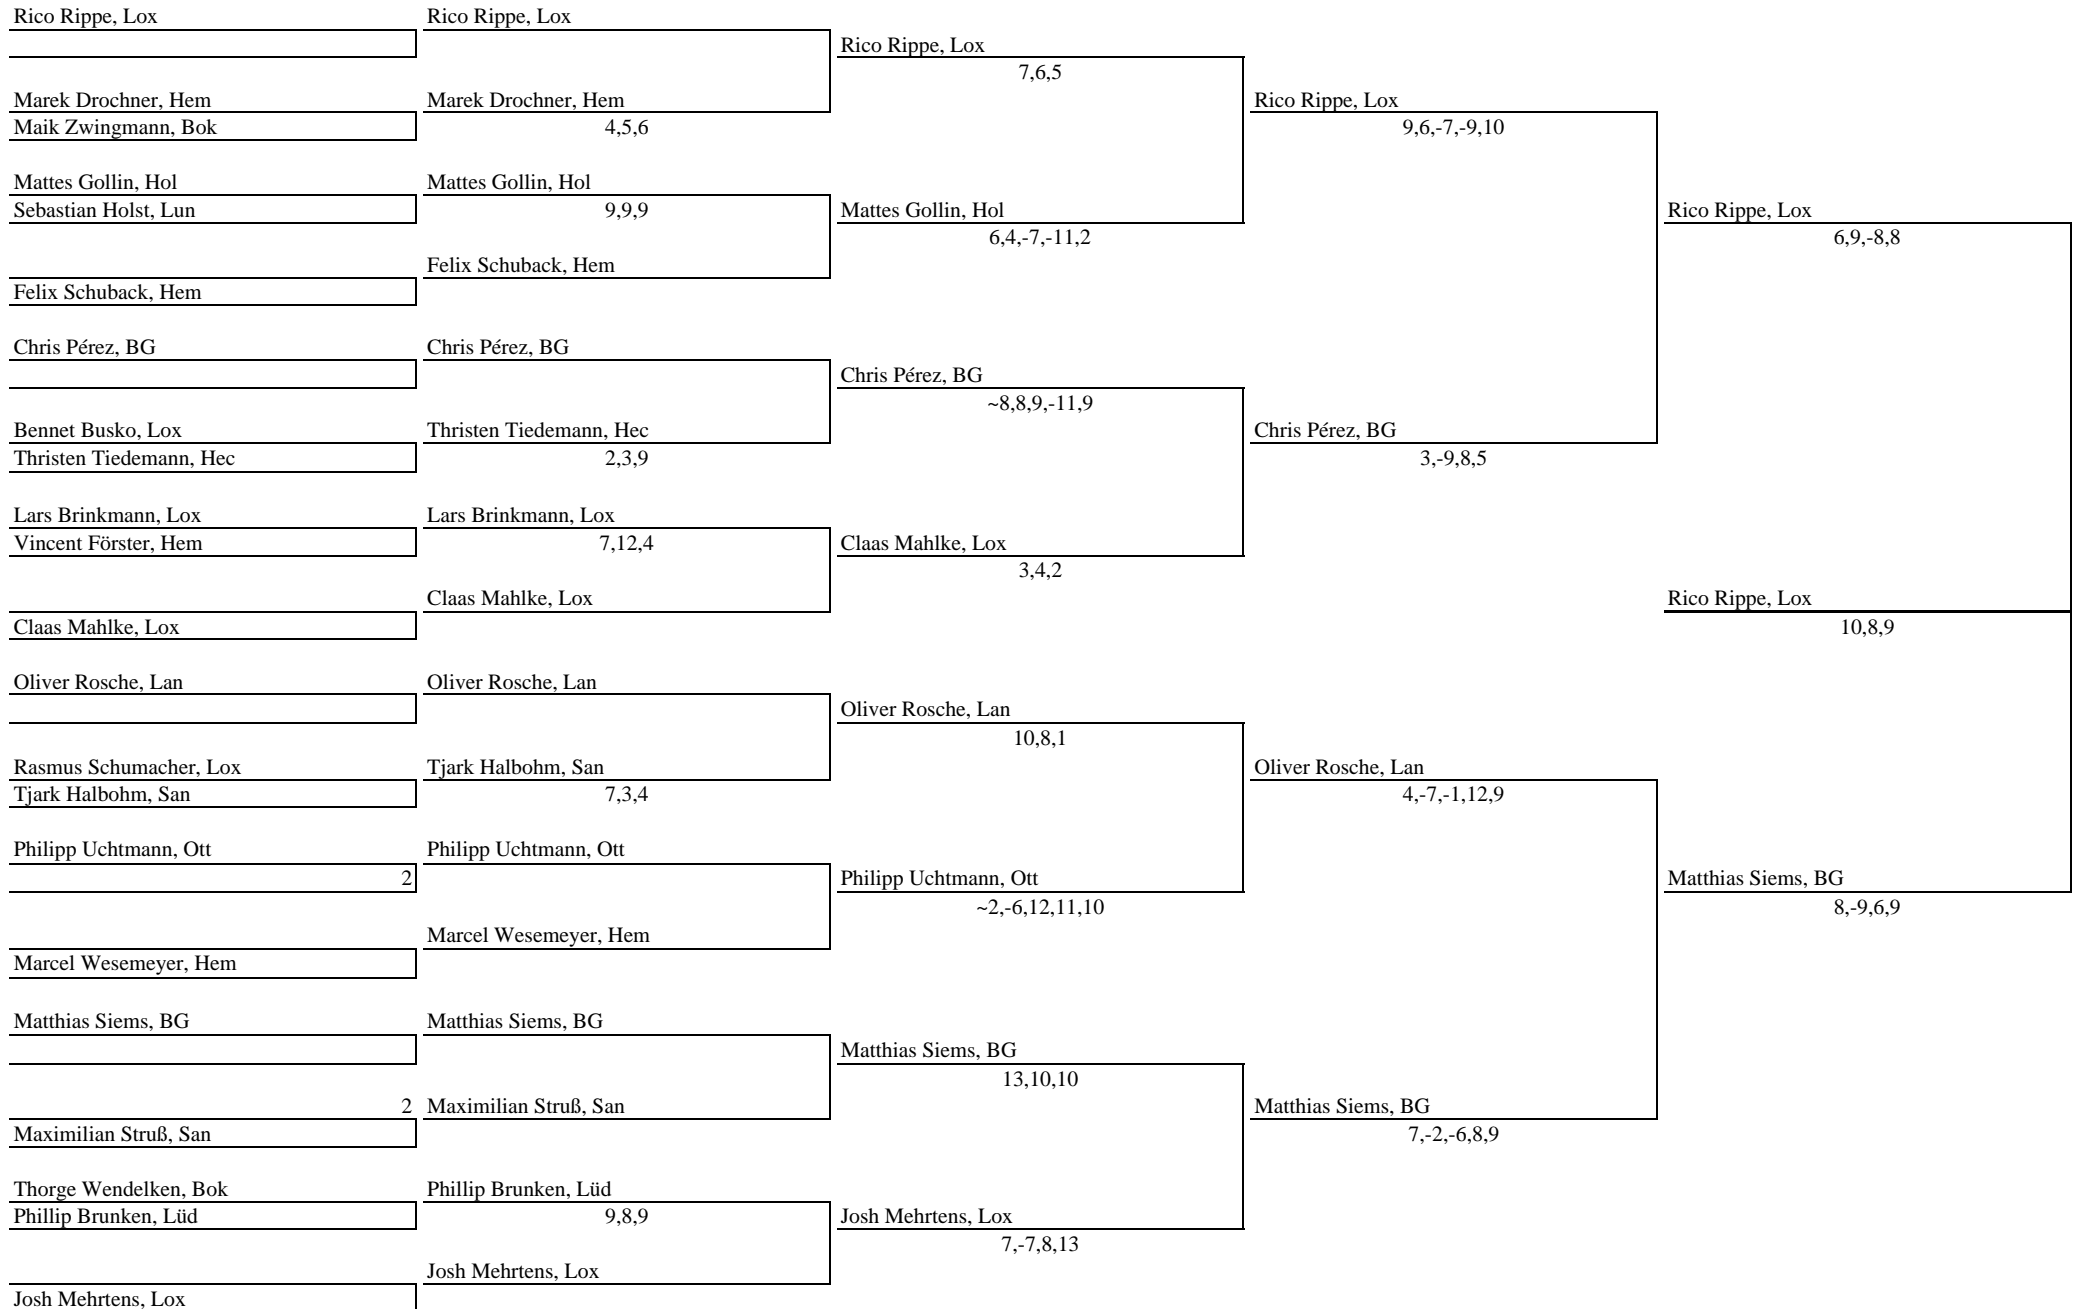 Rico Rippe, Lox
Marek Drochner, Hem
Maik Zwingmann, Bok
Mattes Gollin, Hol
Sebastian Holst, Lun
Felix Schuback, Hem
Chris Pérez, BG
Bennet Busko, Lox
Thristen Tiedemann, Hec
Lars Brinkmann, Lox
Vincent Förster, Hem
Claas Mahlke, Lox
Oliver Rosche, Lan
Rasmus Schumacher, Lox
Tjark Halbohm, San
Philipp Uchtmann, Ott
2
Marcel Wesemeyer, Hem
Matthias Siems, BG
2
Maximilian Struß, San
Thorge Wendelken, Bok
Phillip Brunken, Lüd
Josh Mehrtens, Lox
Rico Rippe, Lox
Marek Drochner, Hem
4,5,6
Mattes Gollin, Hol
9,9,9
Felix Schuback, Hem
Chris Pérez, BG
Thristen Tiedemann, Hec
2,3,9
Lars Brinkmann, Lox
7,12,4
Claas Mahlke, Lox
Oliver Rosche, Lan
Tjark Halbohm, San
7,3,4
Philipp Uchtmann, Ott
Marcel Wesemeyer, Hem
Matthias Siems, BG
Maximilian Struß, San
Phillip Brunken, Lüd
9,8,9
Josh Mehrtens, Lox
Rico Rippe, Lox
7,6,5
Mattes Gollin, Hol
6,4,-7,-11,2
Chris Pérez, BG
~8,8,9,-11,9
Claas Mahlke, Lox
3,4,2
Oliver Rosche, Lan
10,8,1
Philipp Uchtmann, Ott
~2,-6,12,11,10
Matthias Siems, BG
13,10,10
Josh Mehrtens, Lox
7,-7,8,13
Rico Rippe, Lox
9,6,-7,-9,10
Chris Pérez, BG
3,-9,8,5
Oliver Rosche, Lan
4,-7,-1,12,9
Matthias Siems, BG
7,-2,-6,8,9
Rico Rippe, Lox
6,9,-8,8
Rico Rippe, Lox
10,8,9
Matthias Siems, BG
8,-9,6,9